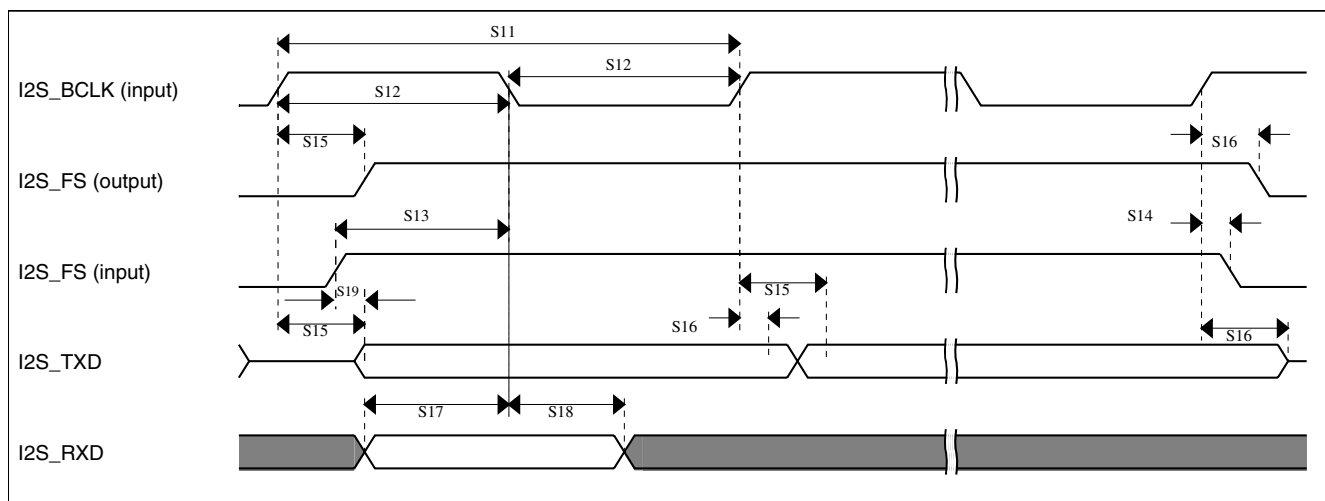 S11
I2S_BCLK (input)
S12
S12
S15
S16
I2S_FS (output)
S13
S14
I2S_FS (input)
S19
S15
S15
S16
S16
I2S_TXD
S17
S18
I2S_RXD